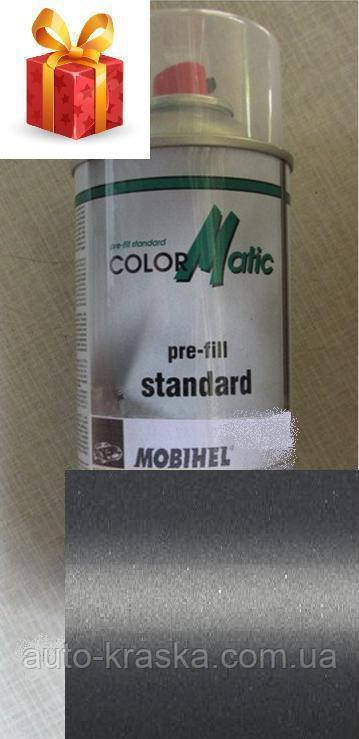 pre-fill standard
COLORMatic
pre-fill
standard
MOBIHEL
auto-kraska.com.ua